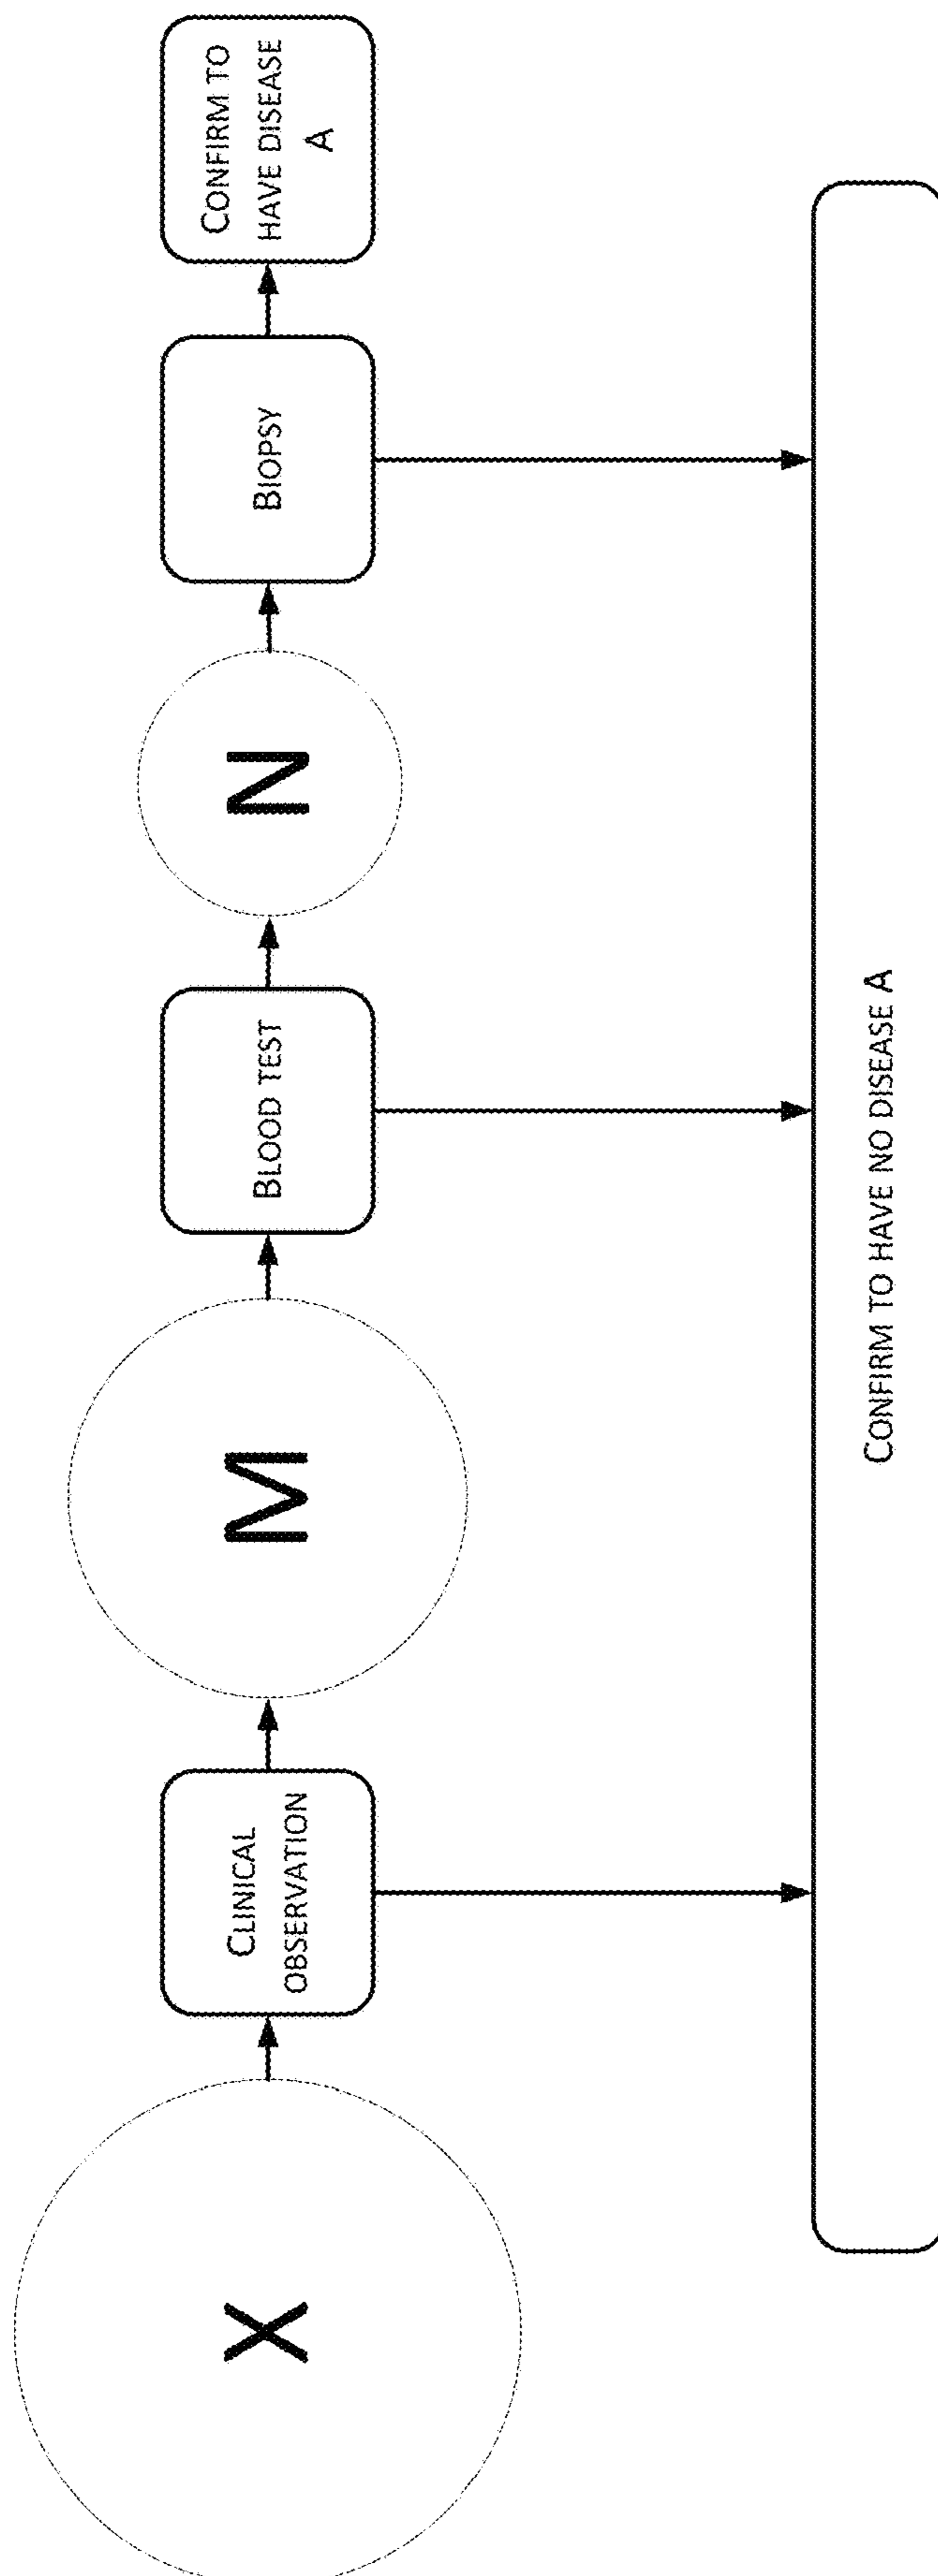 X
CLINICAL
OBSERVATION
M
BLOOD TEST
N
BIOPSY
CONFIRM TO
HAVE DISEASE
A
CONFIRM TO HAVE NO DISEASE A